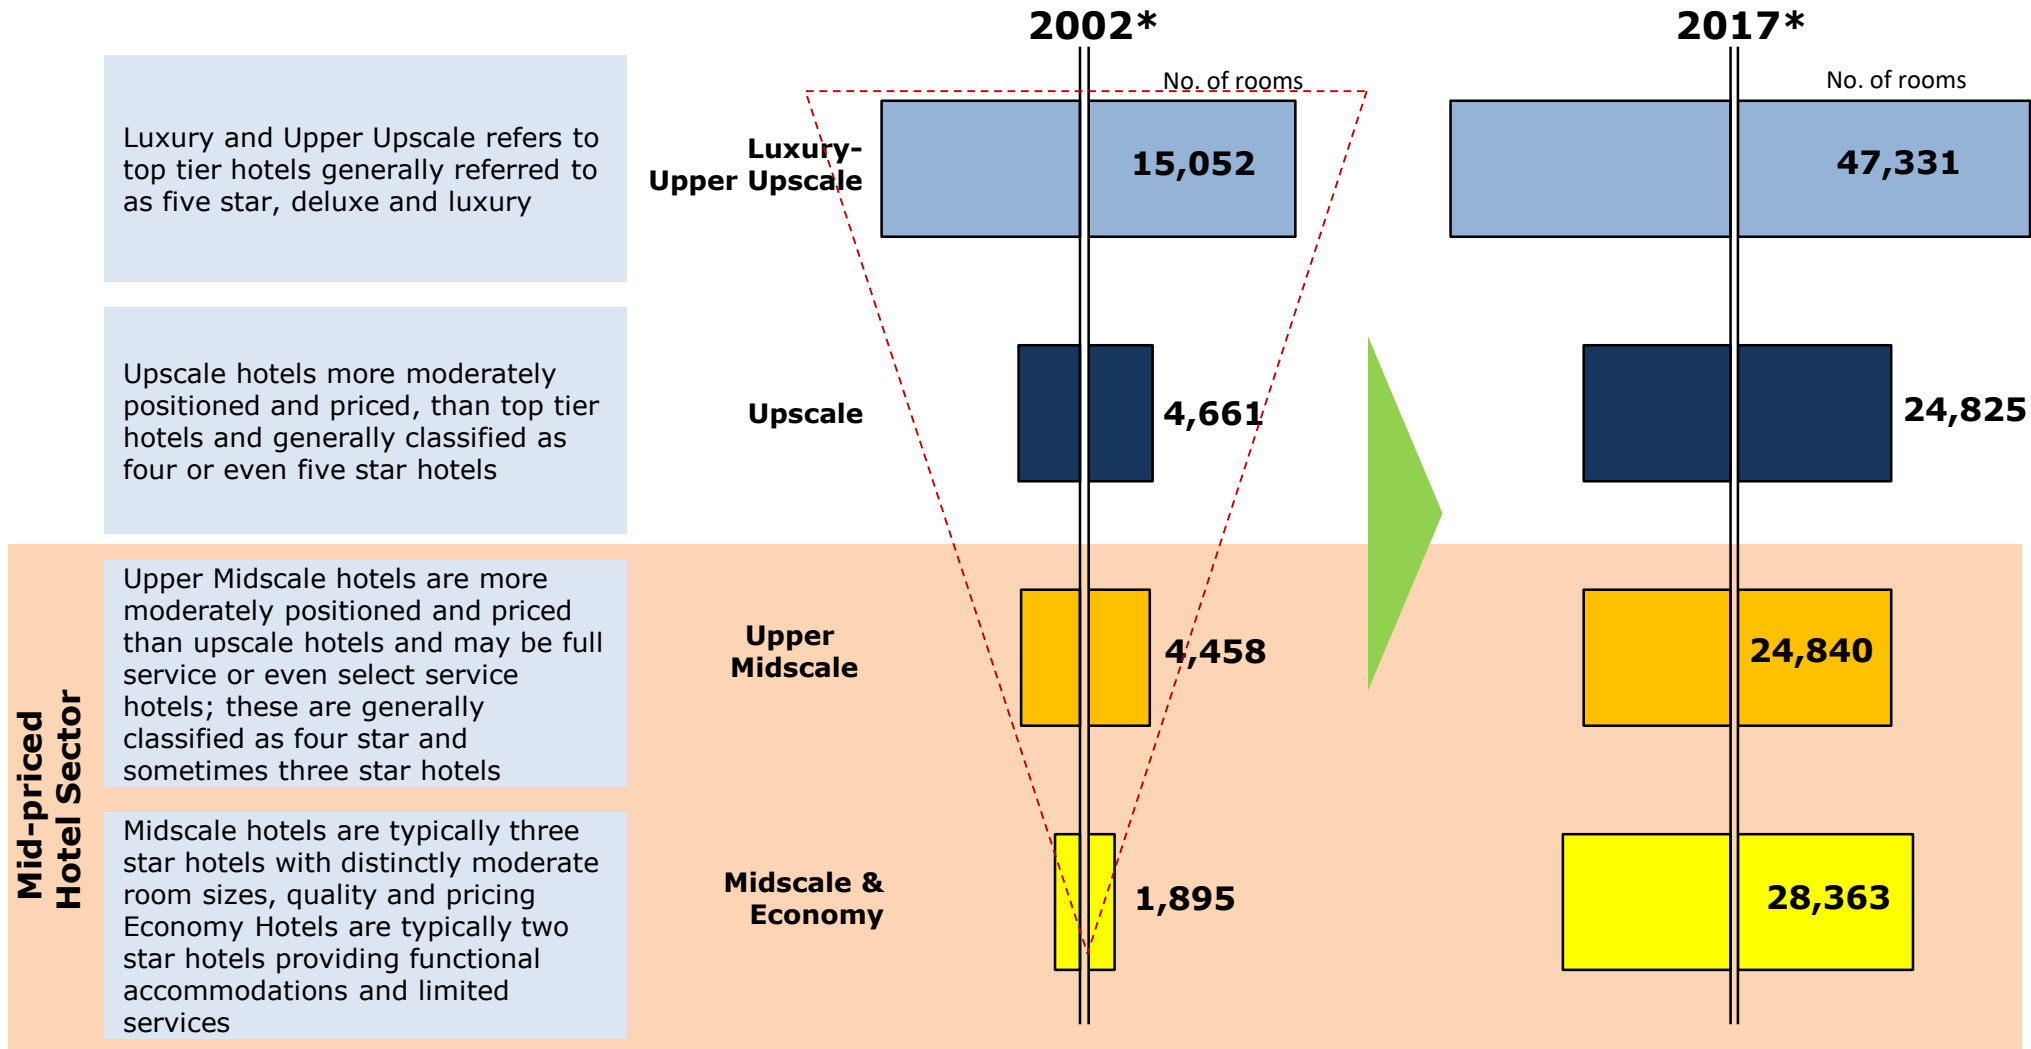 2002*
2017*
No. of rooms
No. of rooms
Luxury and Upper Upscale refers to
top tier hotels generally referred to
as five star, deluxe and luxury
Luxury-
Upper Upscale
15,052
47,331
Upscale hotels more moderately
positioned and priced, than top tier
hotels and generally classified as
four or even five star hotels
Upscale
4,661
24,825
Mid-priced
Hotel Sector
Upper Midscale hotels are more
moderately positioned and priced
than upscale hotels and may be full
service or even select service
hotels; these are generally
classified as four star and
sometimes three star hotels
Upper
Midscale
4,458
24,840
Midscale hotels are typically three
star hotels with distinctly moderate
room sizes, quality and pricing
Economy Hotels are typically two
star hotels providing functional
accommodations and limited
services
Midscale &
Economy
1,895
28,363